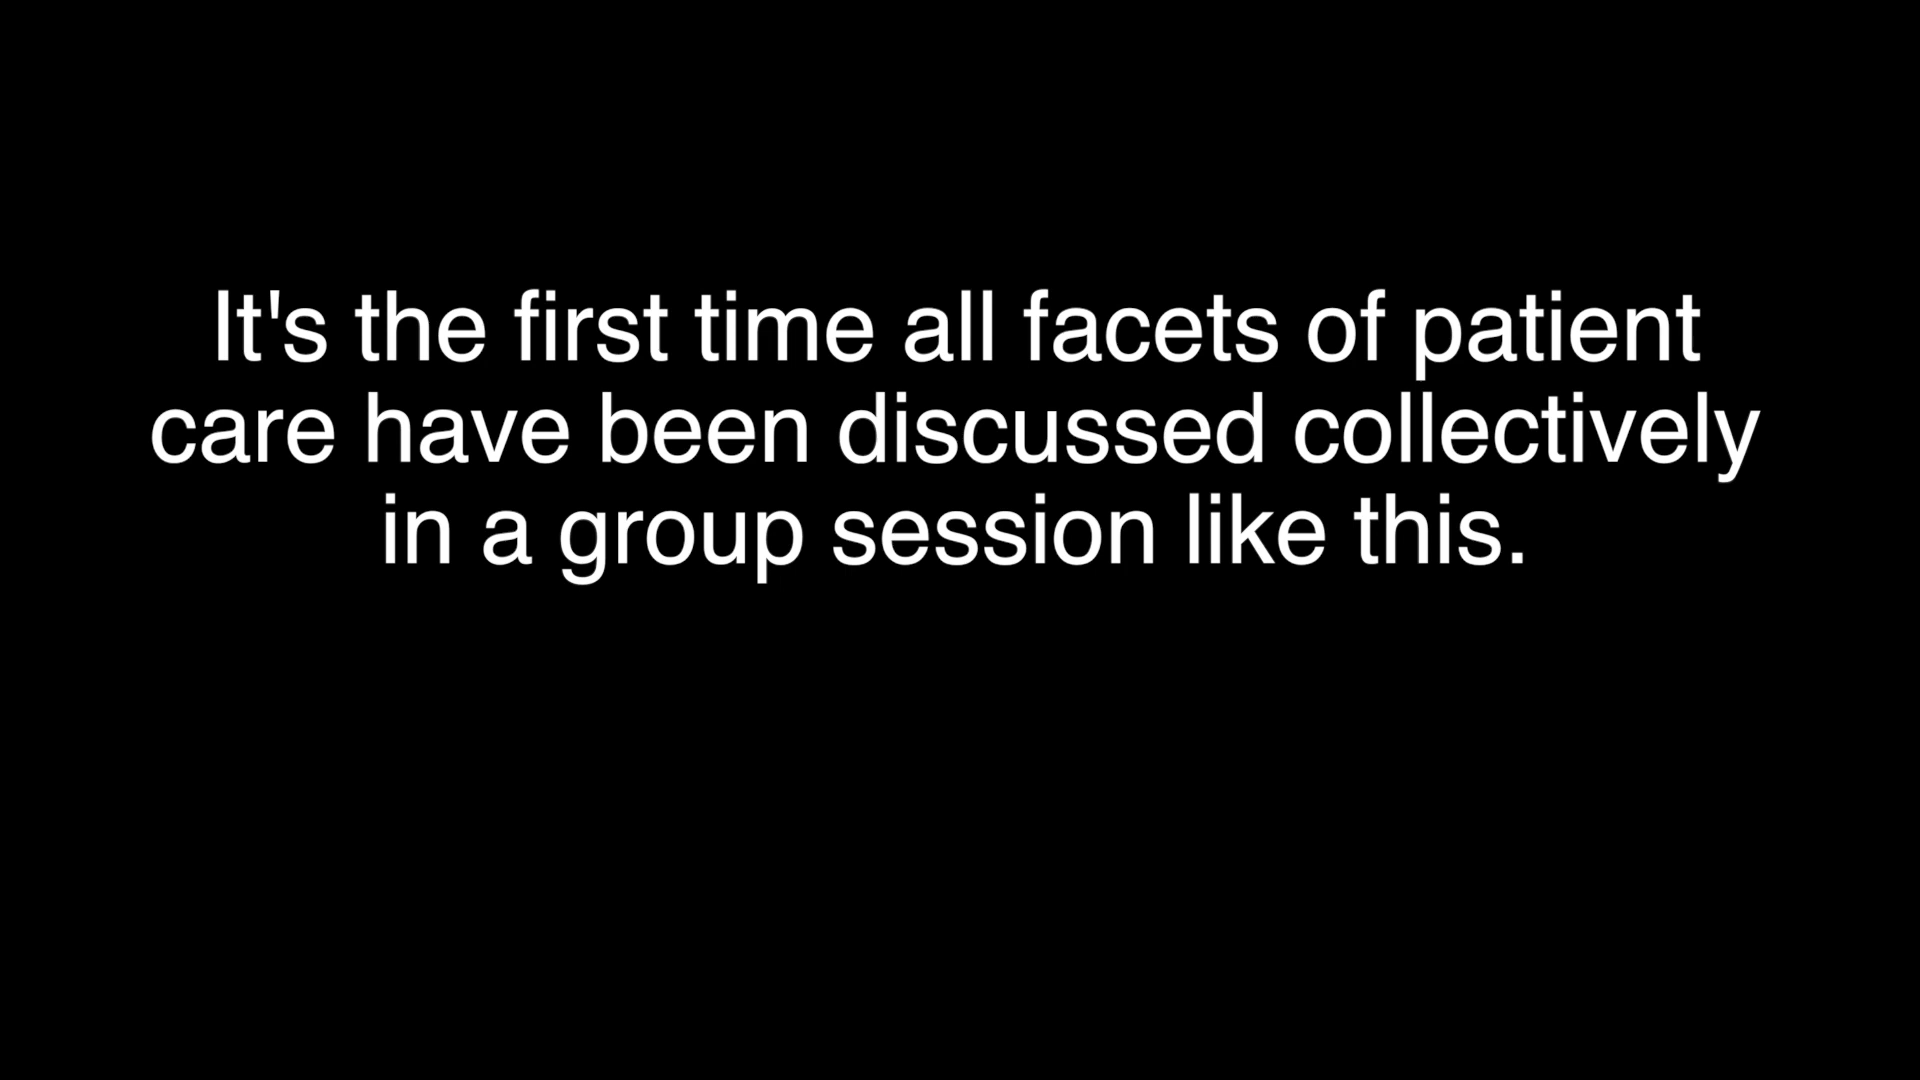 It's the first time all facets of patient
care have been discussed collectively
in a group session like this.